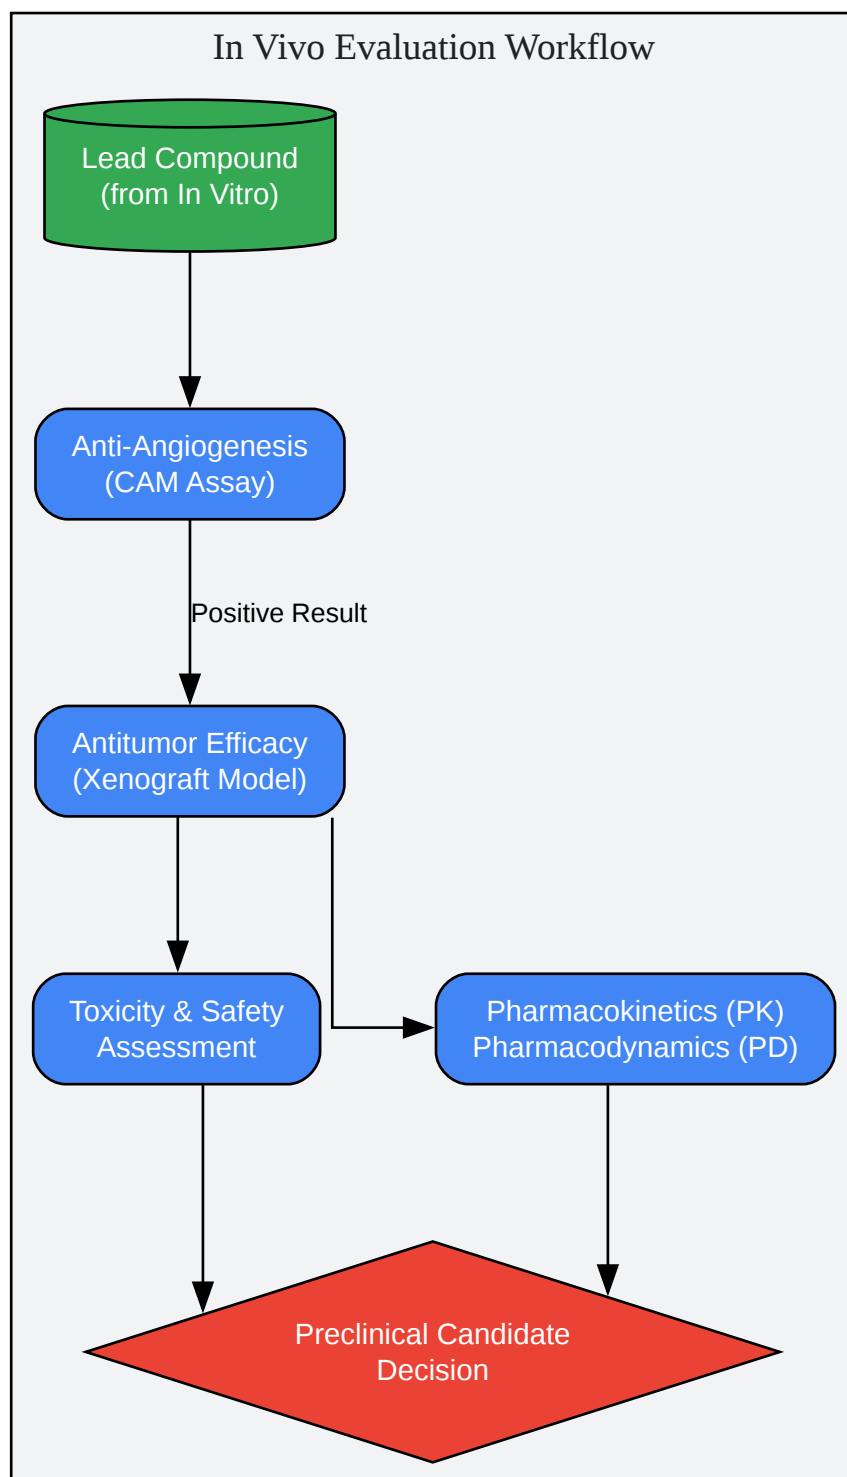 In Vivo Evaluation Workflow
Lead Compound
(from In Vitro)
Anti-Angiogenesis
(CAM Assay)
Positive Result
Antitumor Efficacy
(Xenograft Model)
Toxicity & Safety
Assessment
Pharmacokinetics (PK)
Pharmacodynamics (PD)
Preclinical Candidate
Decision